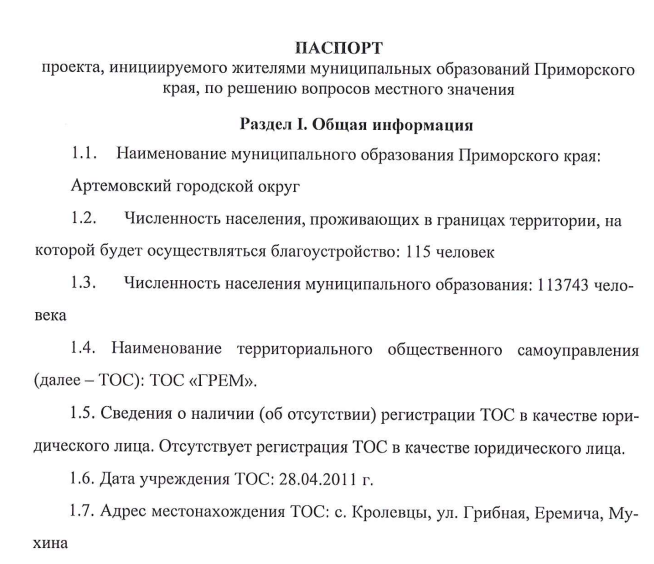 ПАСПОРТ
проекта, инициируемого жителями муниципальных образований Приморского
края, по решению вопросов местного значения
Раздел I. Общая информация
1.1. Наименование муниципального образования Приморского края:
Артемовский городской округ
1.2. Численность населения, проживающих в границах территории, на
которой будет осуществляться благоустройство: 115 человек
1.3. Численность населения муниципального образования: 113743 чело-
века
1.4. Наименование территориального общественного самоуправления
(далее – ТОС): ТОС «ГРЕМ».
1.5. Сведения о наличии (об отсутствии) регистрации ТОС в качестве юри-
дического лица. Отсутствует регистрация ТОС в качестве юридического лица.
1.6. Дата учреждения ТОС: 28.04.2011 г.
1.7. Адрес местонахождения ТОС: с. Кролевцы, ул. Грибная, Еремича, Му-
хина